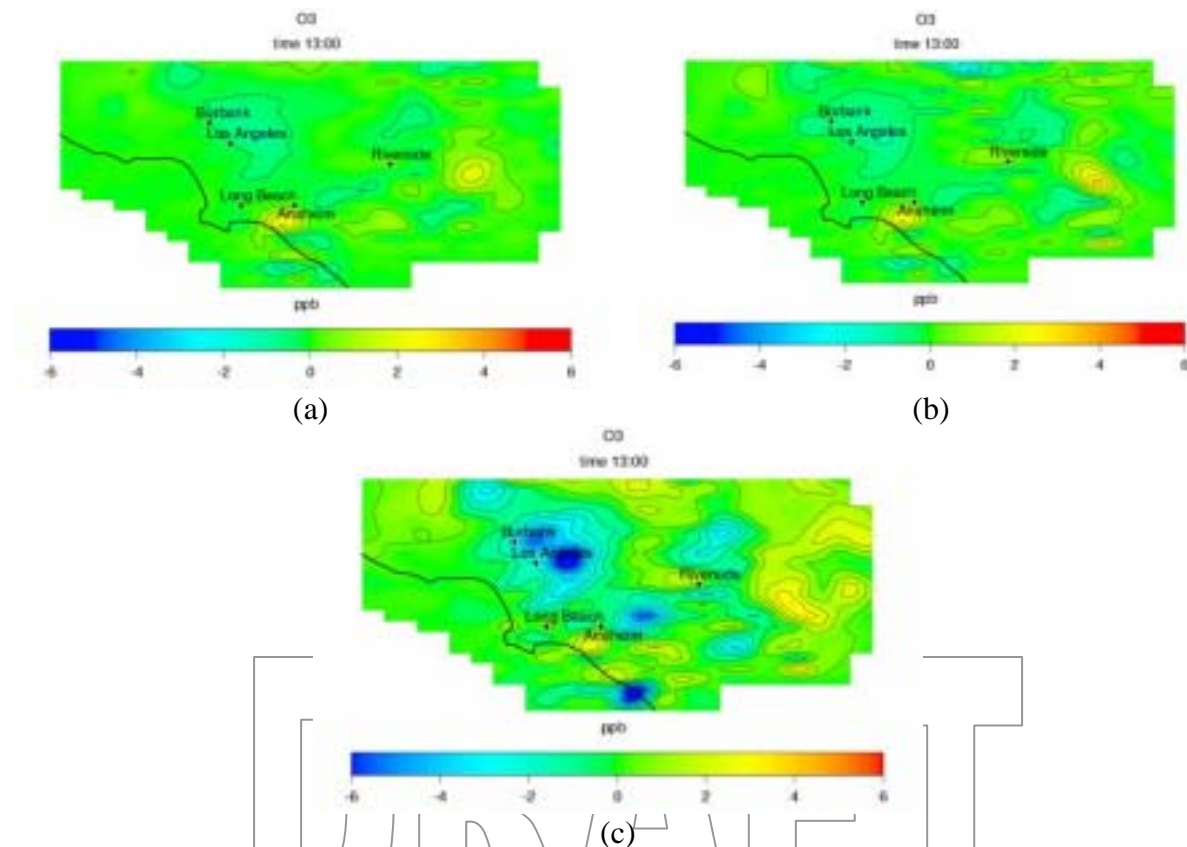 O3
time 13:00
Burbank
Los Angeles
Riverside
Long Beach
Anaheim
ppb
-6 -4 -2 0 2 4 6
(a)
O3
time 13:00
Burbank
Los Angeles
Riverside
Long Beach
Anaheim
ppb
-6 -4 -2 0 2 4 6
(b)
O3
time 13:00
Burbank
Los Angeles
Riverside
Long Beach
Anaheim
ppb
-6 -4 -2 0 2 4 6
(c)
DRAFT